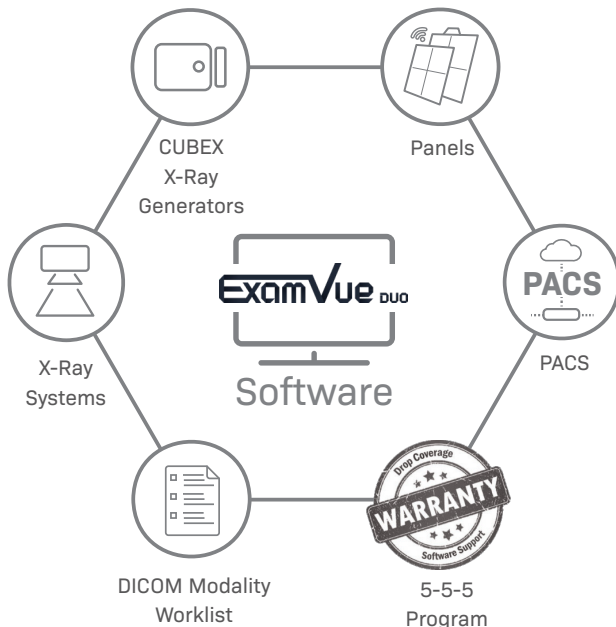 CUBEX
X-Ray
Generators
Panels
ExamVue DUO
Software
X-Ray
Systems
PACS
PACS
DICOM Modality
Worklist
Drop Coverage
WARRANTY
Software Support
5-5-5
Program